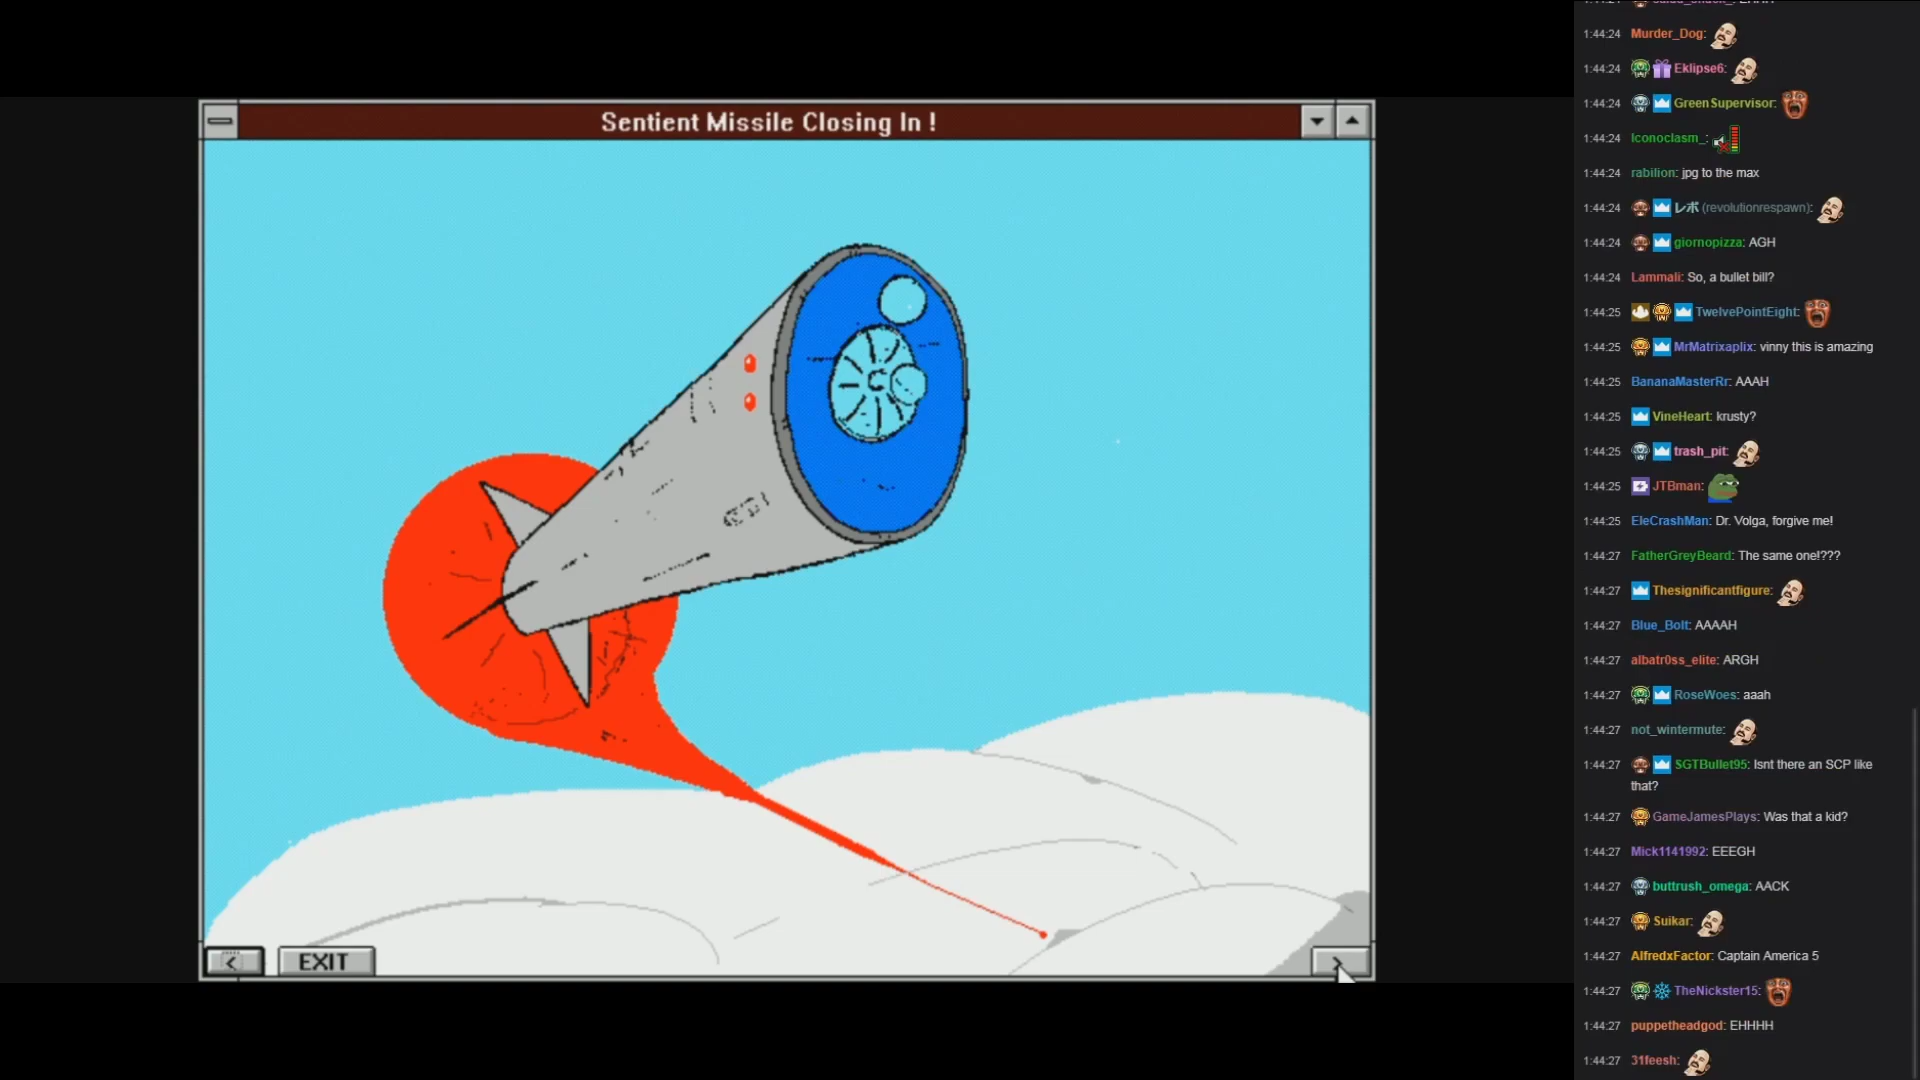 Sentient Missile Closing In !
<
EXIT
>
1:44:24 Murder_Dog:
1:44:24 Eklipse6:
1:44:24 GreenSupervisor:
1:44:24 Iconoclasm_:
1:44:24 rabilion: jpg to the max
1:44:24 レボ (revolutionrespawn):
1:44:24 giornopizza: AGH
1:44:24 Lammali: So, a bullet bill?
1:44:25 TwelvePointEight:
1:44:25 MrMatrixaplix: vinny this is amazing
1:44:25 BananaMasterRr: AAAH
1:44:25 VineHeart: krusty?
1:44:25 trash_pit:
1:44:25 JTBman:
1:44:25 EleCrashMan: Dr. Volga, forgive me!
1:44:27 FatherGreyBeard: The same one!???
1:44:27 Thesignificantfigure:
1:44:27 Blue_Bolt: AAAAH
1:44:27 albatr0ss_elite: ARGH
1:44:27 RoseWoes: aaah
1:44:27 not_wintermute:
1:44:27 SGTBullet95: Isnt there an SCP like
that?
1:44:27 GameJamesPlays: Was that a kid?
1:44:27 Mick1141992: EEEGH
1:44:27 buttrush_omega: AACK
1:44:27 Suikar:
1:44:27 AlfredxFactor: Captain America 5
1:44:27 TheNickster15:
1:44:27 puppetheadgod: EHHHH
1:44:27 31feesh: